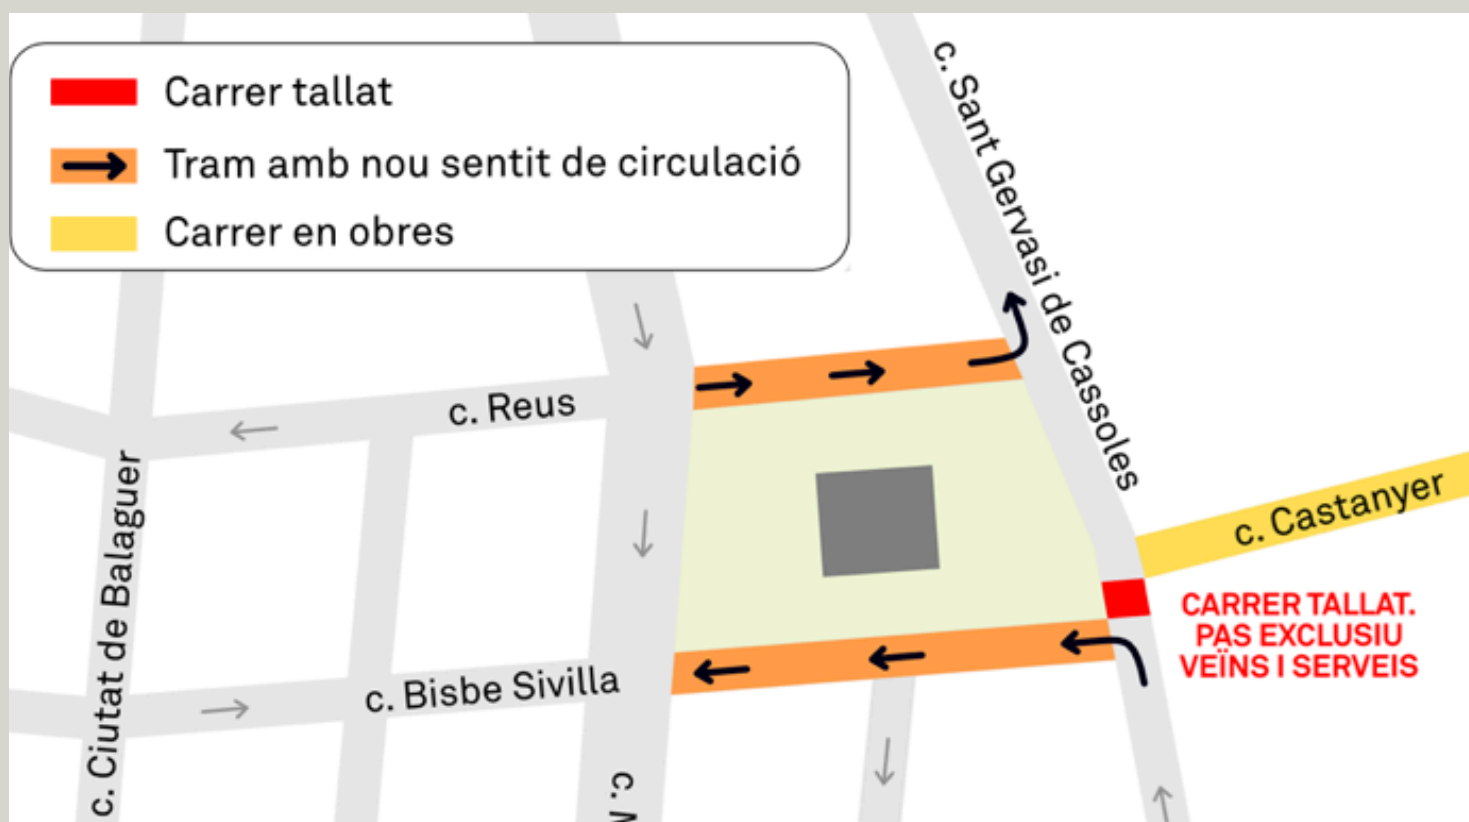 Carrer tallat
Tram amb nou sentit de circulació
Carrer en obres
c. Sant Gervasi de Cassoles
c. Reus
c. Castanyer
c. Ciutat de Balaguer
CARRER TALLAT.
PAS EXCLUSIU
VEÏNS I SERVEIS
c. Bisbe Sivilla
c.